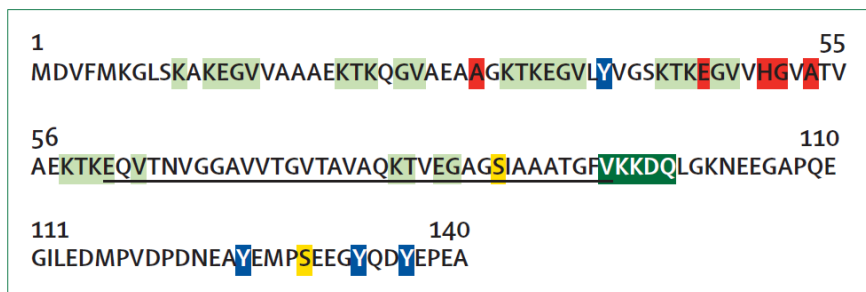 1 55
MDVFMKGLSKAKEGVVAAAEKTKQGVAEAAGKTKEGVLYVGSKTKEGVVHGVATV
56 110
AEKTKEQVTNVGGAVVTGVTAVAQKTVEGAGSIAAATGFVKKDQLGKNEEGAPQE
111 140
GILEDMPVDPDNEAYEMPSEEGYQDYEPEA